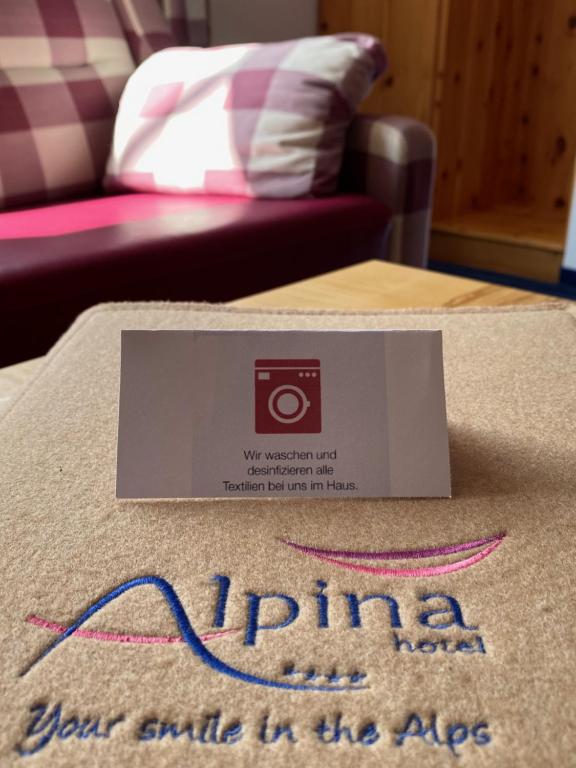 Wir waschen und
desinfizieren alle
Textilien bei uns im Haus.
Alpina
hotel
****
Your smile in the Alps